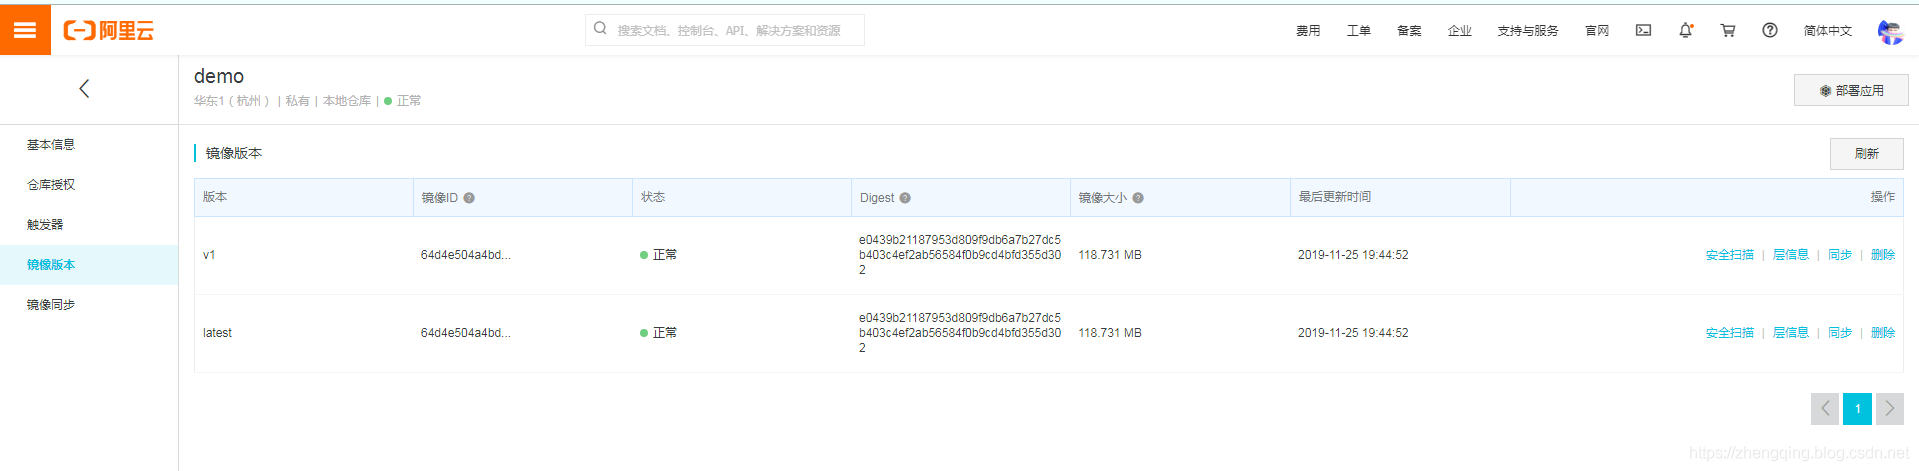 阿里云
搜索文档、控制台、API、解决方案和资源
费用 工单 备案 企业 支持与服务 官网 简体中文
demo
华东1（杭州） | 私有 | 本地仓库 | 正常
部署应用
基本信息
仓库授权
触发器
镜像版本
镜像同步
镜像版本
刷新
版本 镜像ID 状态 Digest 镜像大小 最后更新时间 操作
v1 64d4e504a4bd... 正常 e0439b21187953d809f9db6a7b27dc5
b403c4ef2ab56584f0b9cd4bfd355d30
2 118.731 MB 2019-11-25 19:44:52 安全扫描 | 层信息 | 同步 | 删除
latest 64d4e504a4bd... 正常 e0439b21187953d809f9db6a7b27dc5
b403c4ef2ab56584f0b9cd4bfd355d30
2 118.731 MB 2019-11-25 19:44:52 安全扫描 | 层信息 | 同步 | 删除
1
https://zhengqing.blog.csdn.net